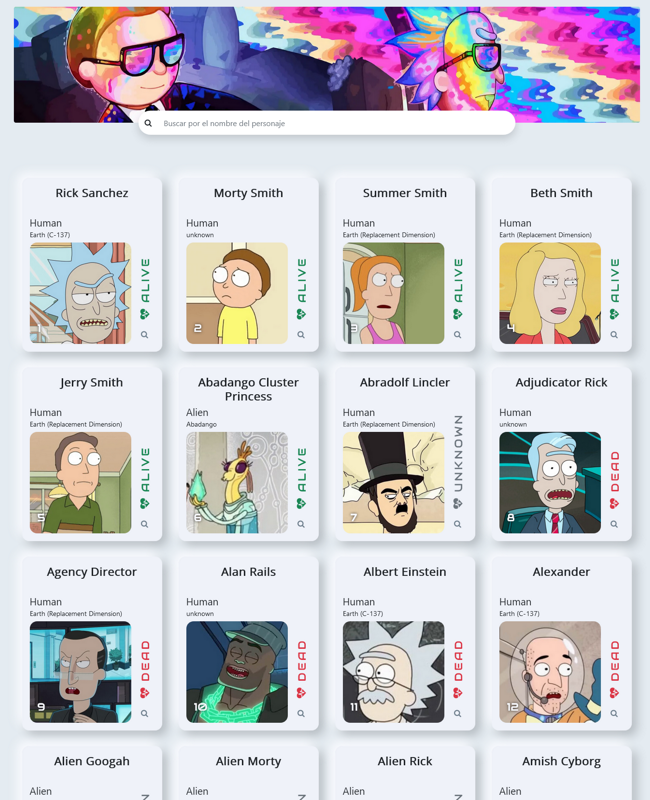 Buscar por el nombre del personaje
Rick Sanchez
Human
Earth (C-137)
1
ALIVE
Morty Smith
Human
unknown
2
ALIVE
Summer Smith
Human
Earth (Replacement Dimension)
3
ALIVE
Beth Smith
Human
Earth (Replacement Dimension)
4
ALIVE
Jerry Smith
Human
Earth (Replacement Dimension)
5
ALIVE
Abadango Cluster
Princess
Alien
Abadango
6
ALIVE
Abradolf Lincler
Human
Earth (Replacement Dimension)
7
UNKNOWN
Adjudicator Rick
Human
unknown
8
DEAD
Agency Director
Human
Earth (Replacement Dimension)
9
DEAD
Alan Rails
Human
unknown
10
DEAD
Albert Einstein
Human
Earth (C-137)
11
DEAD
Alexander
Human
Earth (C-137)
12
DEAD
Alien Googah
Alien
Alien Morty
Alien
Alien Rick
Alien
Amish Cyborg
Alien